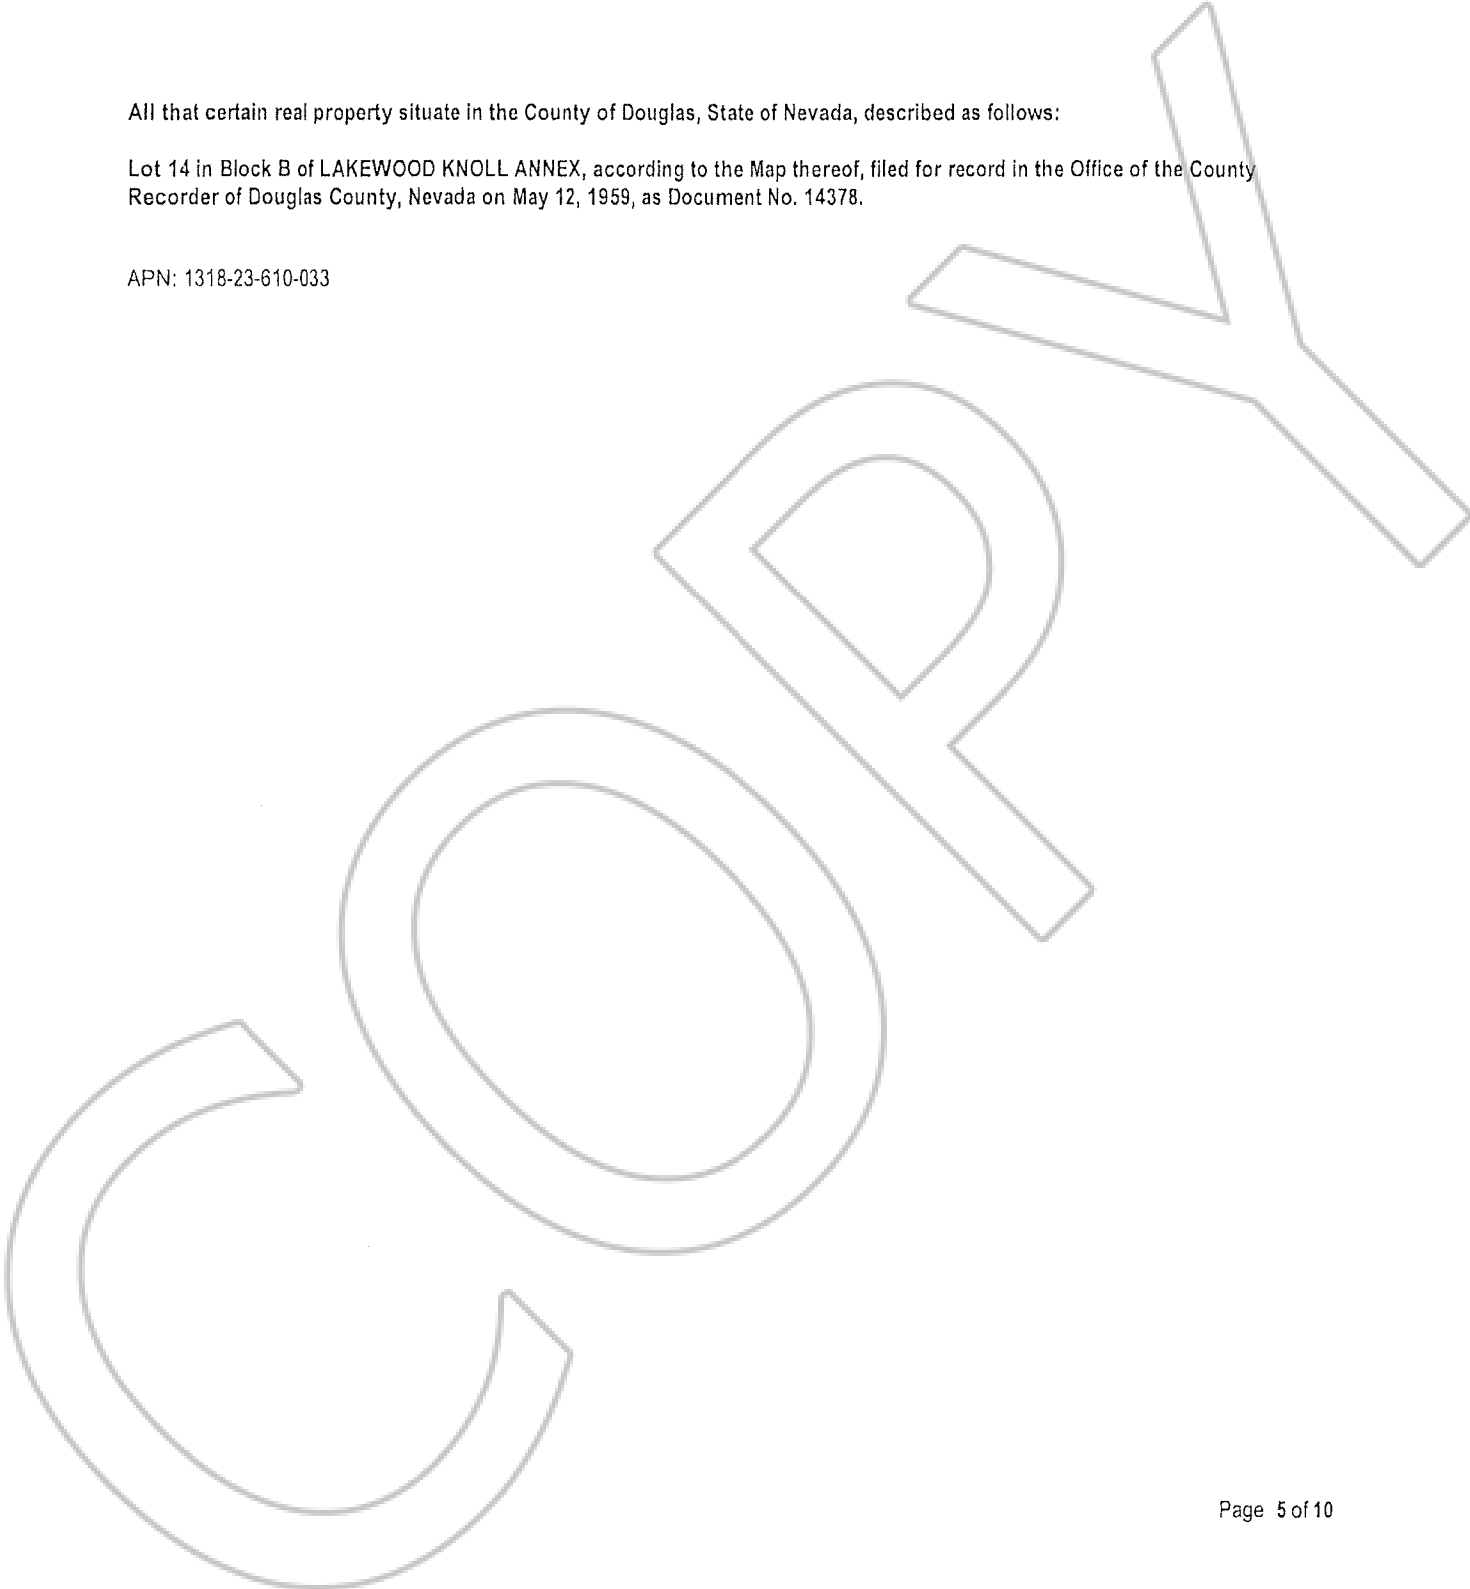 All that certain real property situate in the County of Douglas, State of Nevada, described as follows:
Lot 14 in Block B of LAKEWOOD KNOLL ANNEX, according to the Map thereof, filed for record in the Office of the County
Recorder of Douglas County, Nevada on May 12, 1959, as Document No. 14378.
APN: 1318-23-610-033
COPY
Page 5 of 10